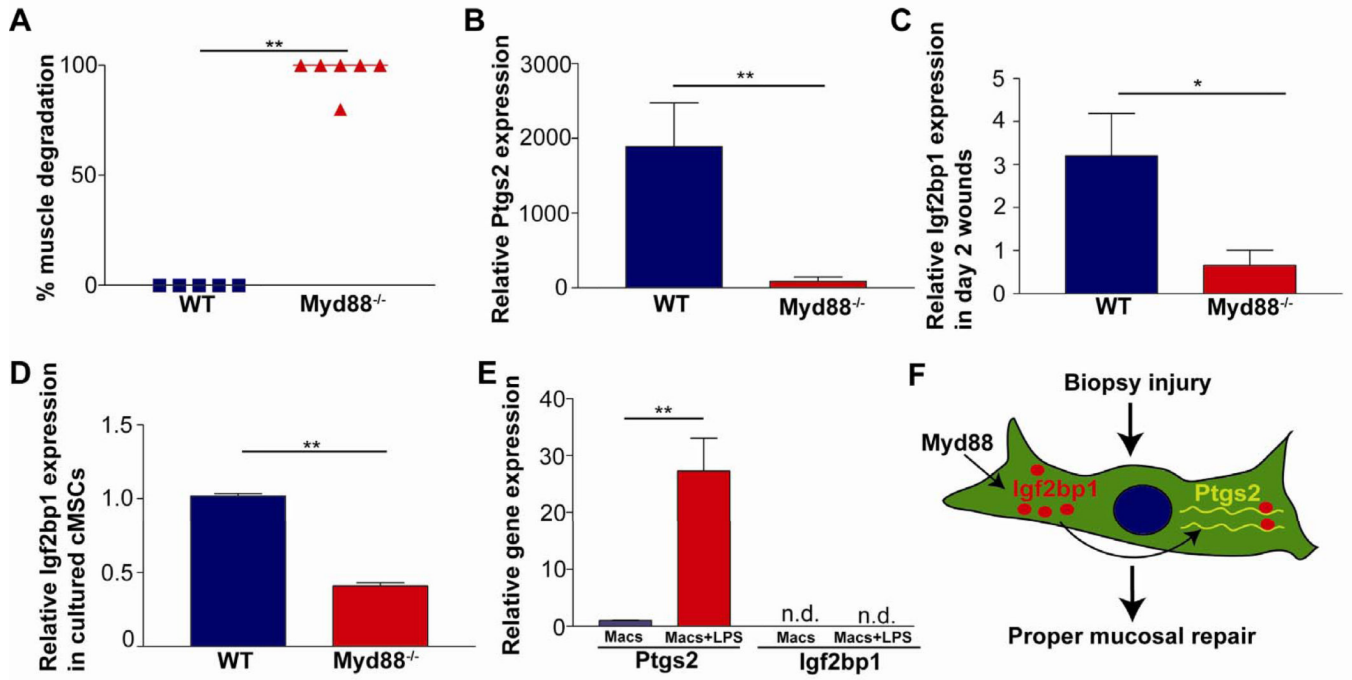 A
**
% muscle degradation
100
50
0
WT
Myd88-/-
B
**
Relative Ptgs2 expression
3000
2000
1000
0
WT
Myd88-/-
C
*
Relative Igf2bp1 expression
in day 2 wounds
5
4
3
2
1
0
WT
Myd88-/-
D
**
Relative Igf2bp1 expression
in cultured cMSCs
1.5
1.0
0.5
0
WT
Myd88-/-
E
**
Relative gene expression
40
30
20
10
0
n.d.
n.d.
Macs
Macs+LPS
Macs
Macs+LPS
Ptgs2
Igf2bp1
F
Biopsy injury
Myd88
Igf2bp1
Ptgs2
Proper mucosal repair